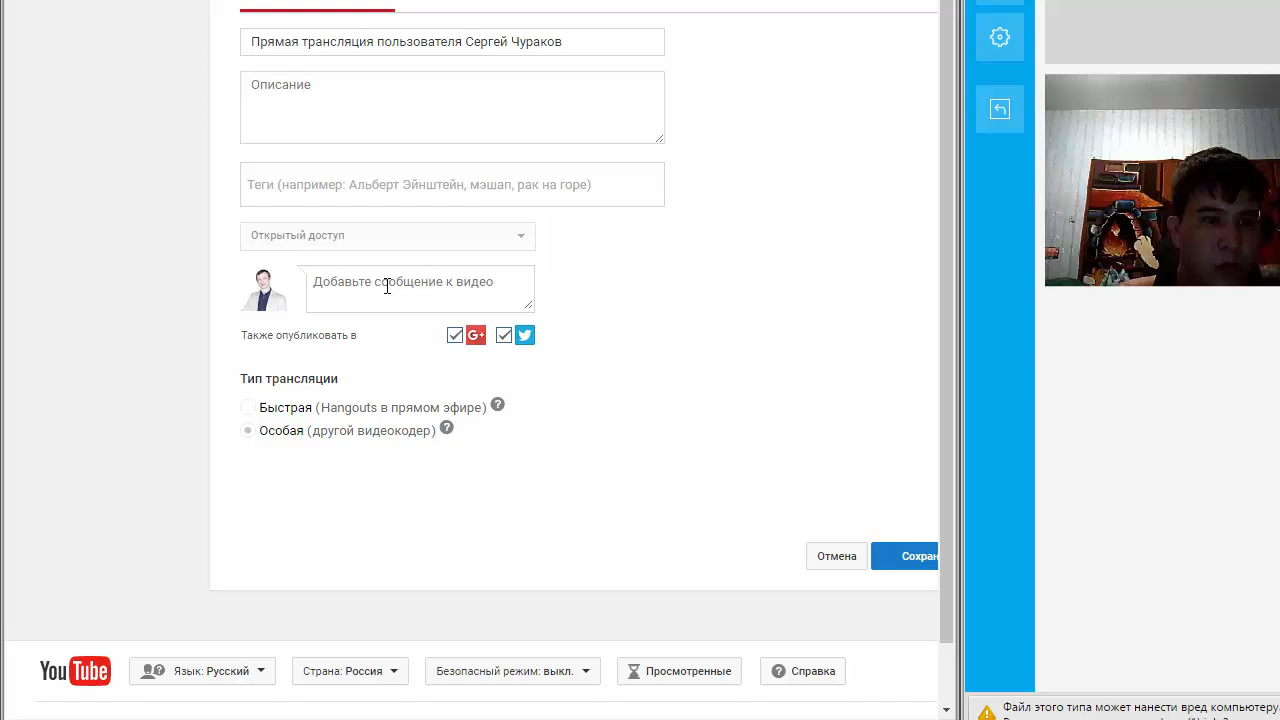 Прямая трансляция пользователя Сергей Чураков
Описание
Теги (например: Альберт Эйнштейн, мэшап, рак на горе)
Открытый доступ
Добавьте сообщение к видео
Также опубликовать в
G+
Тип трансляции
Быстрая (Hangouts в прямом эфире) ?
Особая (другой видеокодер) ?
Отмена
Сохран
YouTube
Язык: Русский
Страна: Россия
Безопасный режим: выкл.
Просмотренные
Справка
Файл этого типа может нанести вред компьютеру.